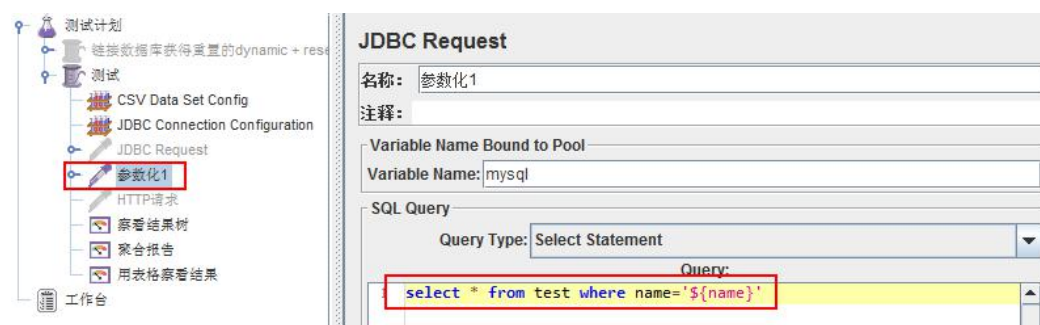 测试计划
链接数据库获得重置的dynamic + rese
测试
CSV Data Set Config
JDBC Connection Configuration
JDBC Request
参数化1
HTTP请求
察看结果树
聚合报告
用表格察看结果
工作台
JDBC Request
名称： 参数化1
注释：
Variable Name Bound to Pool
Variable Name: mysql
SQL Query
Query Type: Select Statement
Query:
1 select * from test where name='${name}'